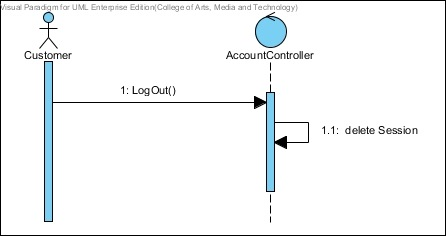 Visual Paradigm for UML Enterprise Edition(College of Arts, Media and Technology)
Customer
AccountController
1: LogOut()
1.1:  delete Session